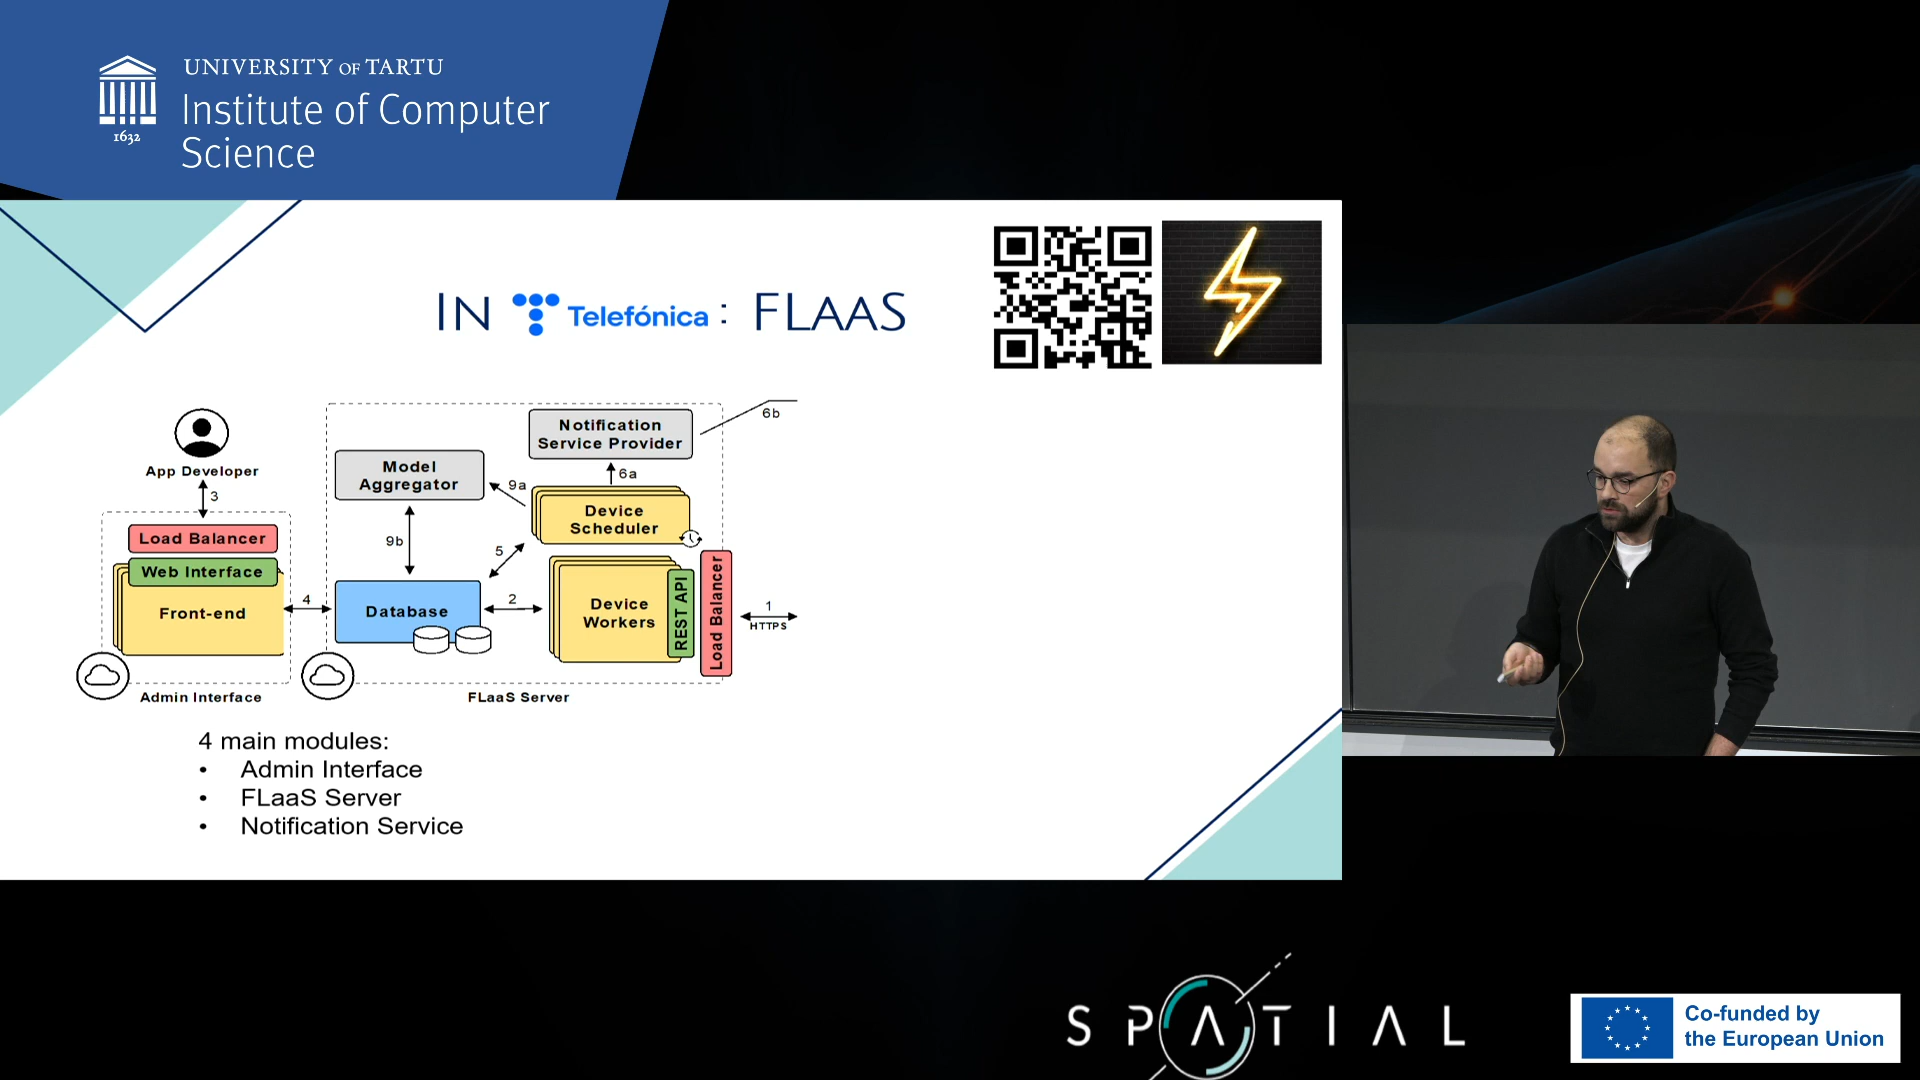 UNIVERSITY OF TARTU
Institute of Computer
Science
1632
IN Telefónica : FLAAS
6b
Notification
Service Provider
Model
Aggregator
9a
6a
App Developer
3
Device
Scheduler
Load Balancer
9b
5
Web Interface
Front-end
4
Database
2
Device
Workers
REST API
Load Balancer
1
HTTPS
Admin Interface
FLaaS Server
4 main modules:
• Admin Interface
• FLaaS Server
• Notification Service
SPATIAL
Co-funded by
the European Union